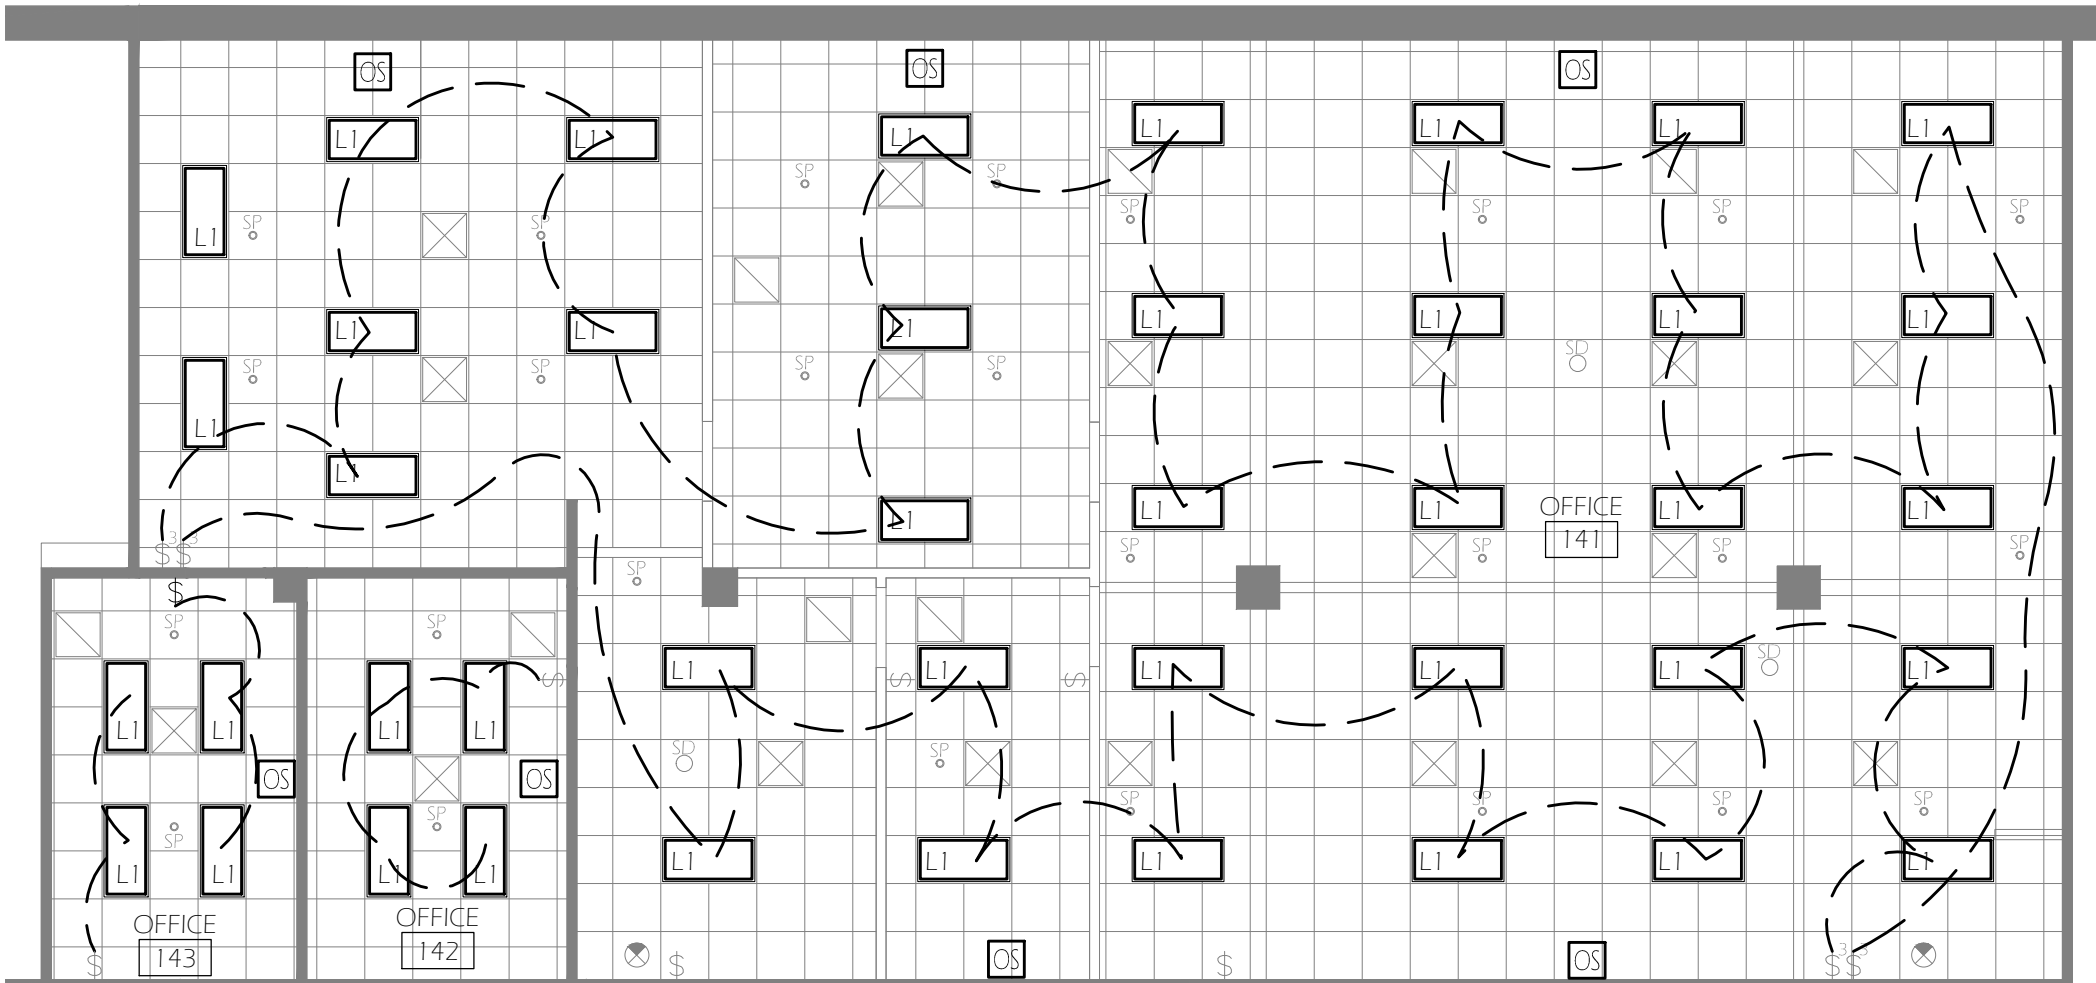 OS OS OS
L1 L1 L1 L1 L1 L1 L1
SP SP
L1 SP SP SP SP SP SP
L1 L1 L1 L1 L1 L1 L1 SD
SP SP SP SP
L1
L1
L1 L1 L1 L1 L1
OFFICE
141
3 3
$ $
SP SP SP SP
SP
$
SP SP
L1 L1 L1 L1 L1 L1 SD
$ $ $
L1 L1 L1 L1
SD SP
OS OS
SP SP SP SP
SP SP
L1 L1 L1 L1 L1 L1
L1 L1 L1 L1
OFFICE OFFICE
143 142
$ $ OS $ OS 3 3
$ $